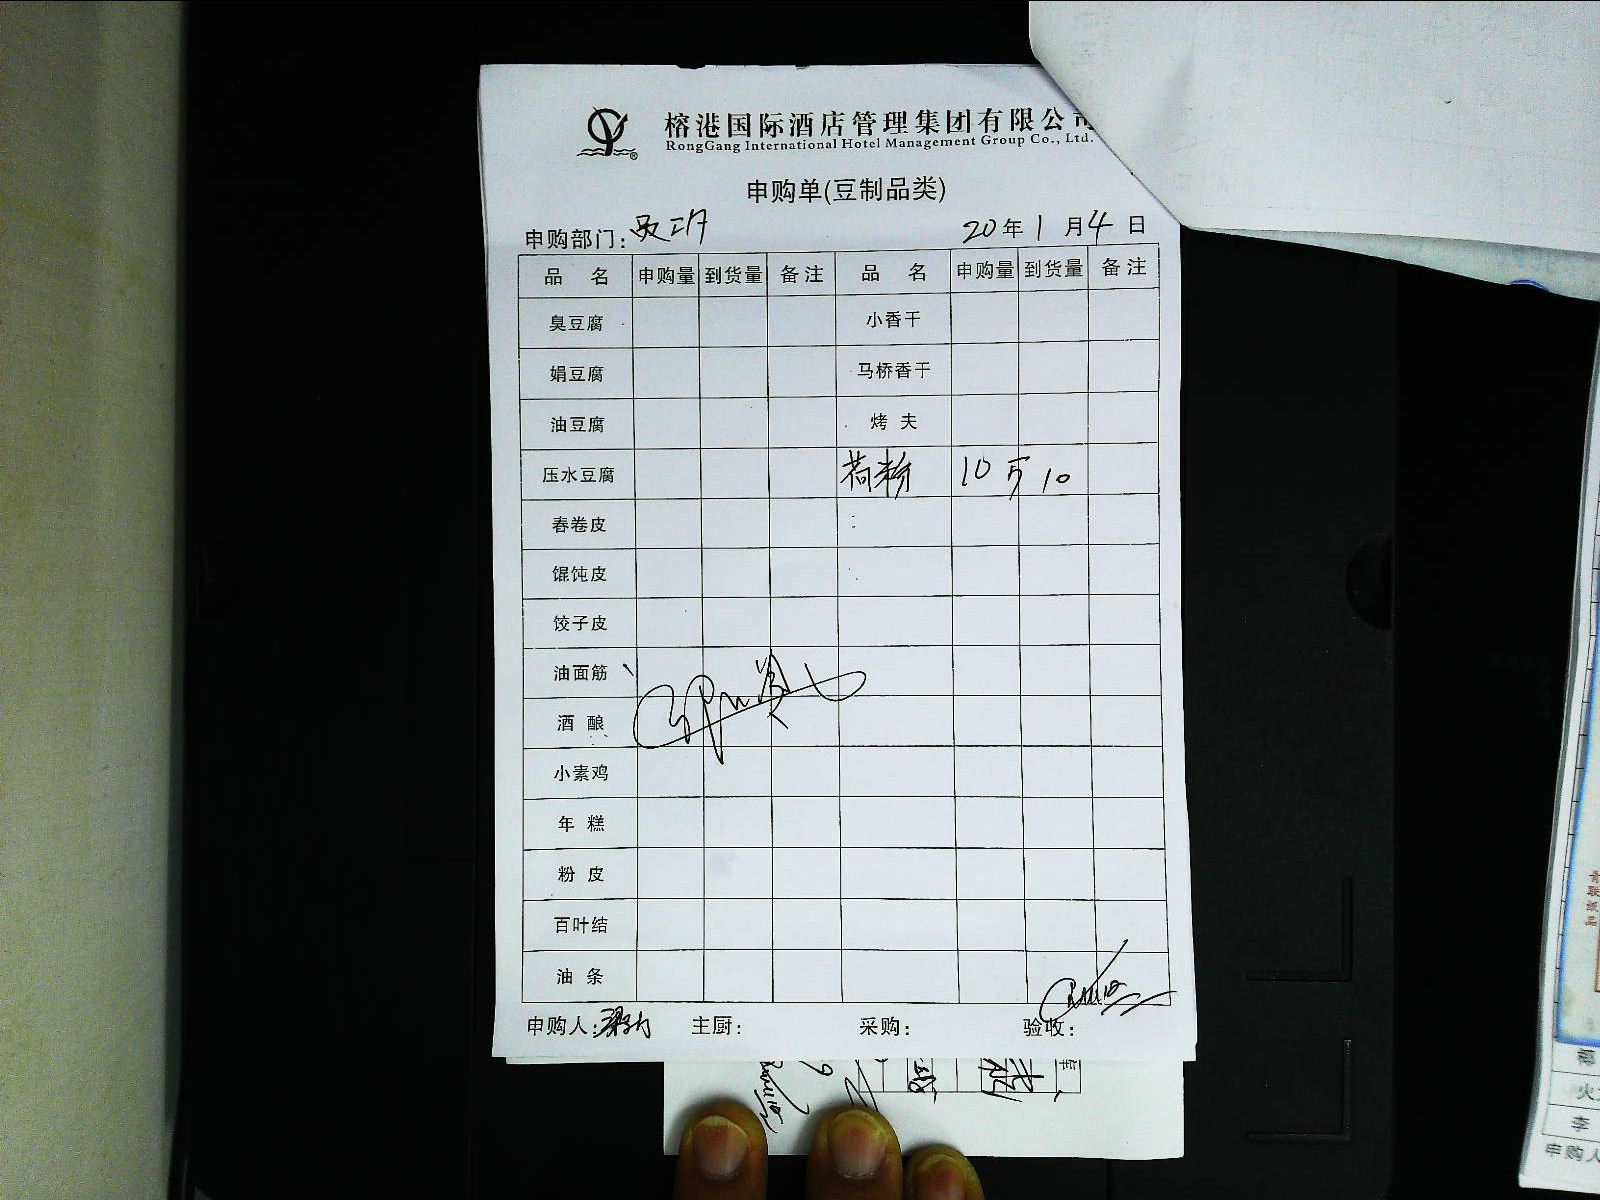 榕港国际酒店管理集团有限公司
RongGang International Hotel Management Group Co., Ltd.
申购单(豆制品类)
申购部门: 20年1月4日
品名 申购量 到货量 备注 品名 申购量 到货量 备注
臭豆腐 小香干
娟豆腐 马桥香干
油豆腐 烤夫
压水豆腐 10 10
春卷皮
馄饨皮
饺子皮
油面筋
酒酿
小素鸡
年糕
粉皮
百叶结
油条
申购人: 主厨: 采购: 验收:
申购人